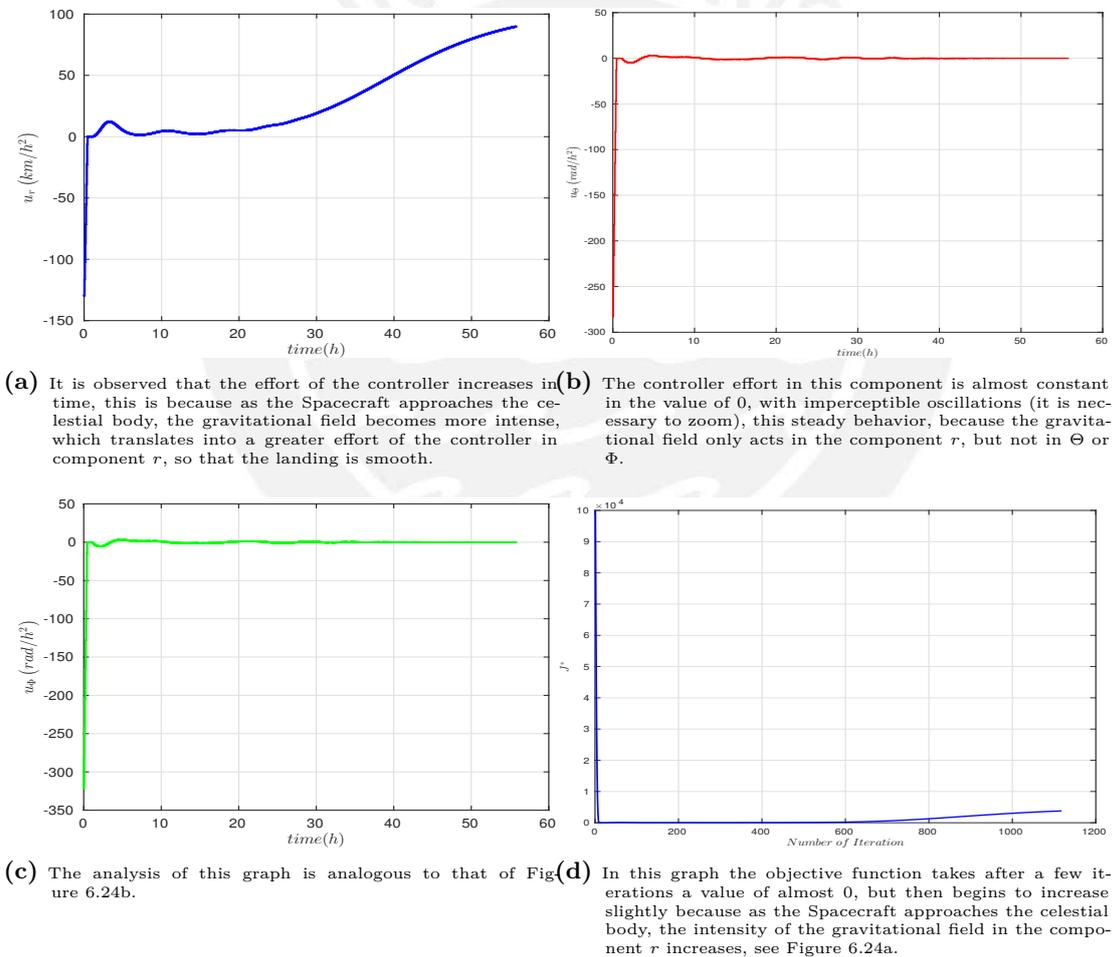 100
50
0
-50
-100
-150
0 10 20 30 40 50 60
time(h)
u_r (km/h²)
50
0
-50
-100
-150
-200
-250
-300
0 10 20 30 40 50 60
time(h)
u_Θ (rad/h²)
(a) It is observed that the effort of the controller increases in
time, this is because as the Spacecraft approaches the ce-
lestial body, the gravitational field becomes more intense,
which translates into a greater effort of the controller in
component r, so that the landing is smooth.
(b) The controller effort in this component is almost constant
in the value of 0, with imperceptible oscillations (it is nec-
essary to zoom), this steady behavior, because the gravita-
tional field only acts in the component r, but not in Θ or
Φ.
50
0
-50
-100
-150
-200
-250
-300
-350
0 10 20 30 40 50 60
time(h)
u_Φ (rad/h²)
×10⁴
10
9
8
7
6
5
4
3
2
1
0
0 200 400 600 800 1000 1200
Number of Iteration
J*
(c) The analysis of this graph is analogous to that of Fig-
ure 6.24b.
(d) In this graph the objective function takes after a few it-
erations a value of almost 0, but then begins to increase
slightly because as the Spacecraft approaches the celestial
body, the intensity of the gravitational field in the compo-
nent r increases, see Figure 6.24a.